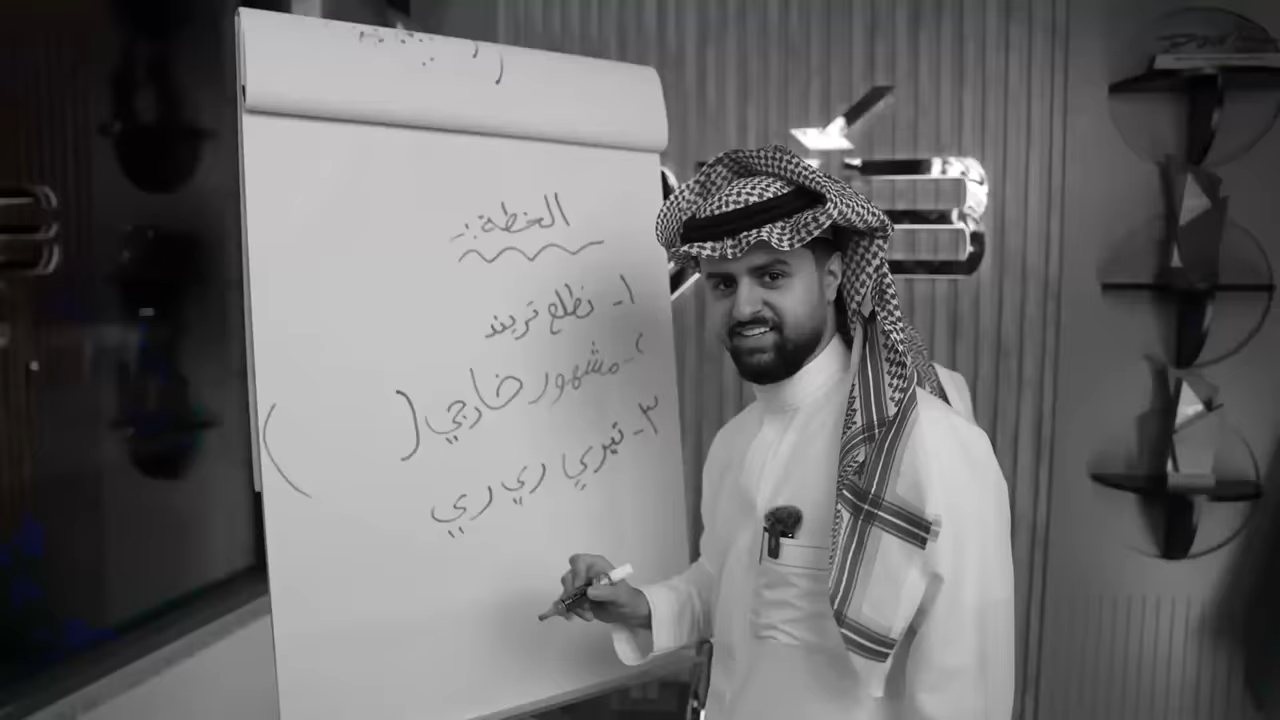 الخطة:-
١- نطلع تريند
٢- مشهور خارجي ( )
٣- تيري ري ري